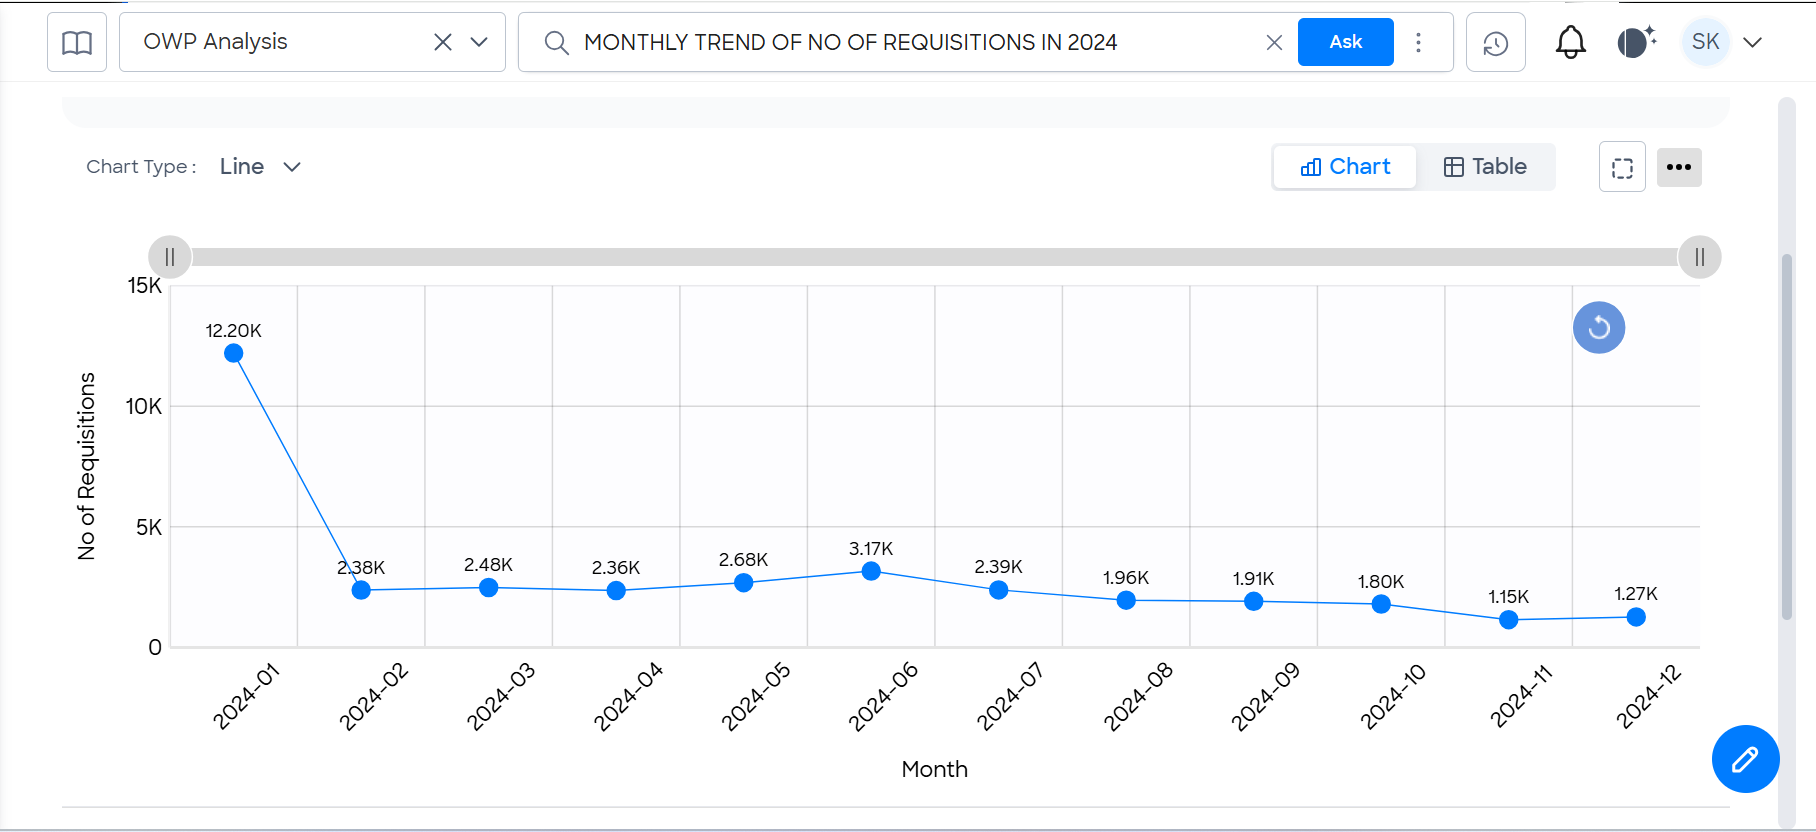 OWP Analysis
MONTHLY TREND OF NO OF REQUISITIONS IN 2024
Ask
SK
Chart Type :
Line
Chart
Table
15K
10K
5K
0
No of Requisitions
12.20K
2.38K
2.48K
2.36K
2.68K
3.17K
2.39K
1.96K
1.91K
1.80K
1.15K
1.27K
2024-01
2024-02
2024-03
2024-04
2024-05
2024-06
2024-07
2024-08
2024-09
2024-10
2024-11
2024-12
Month